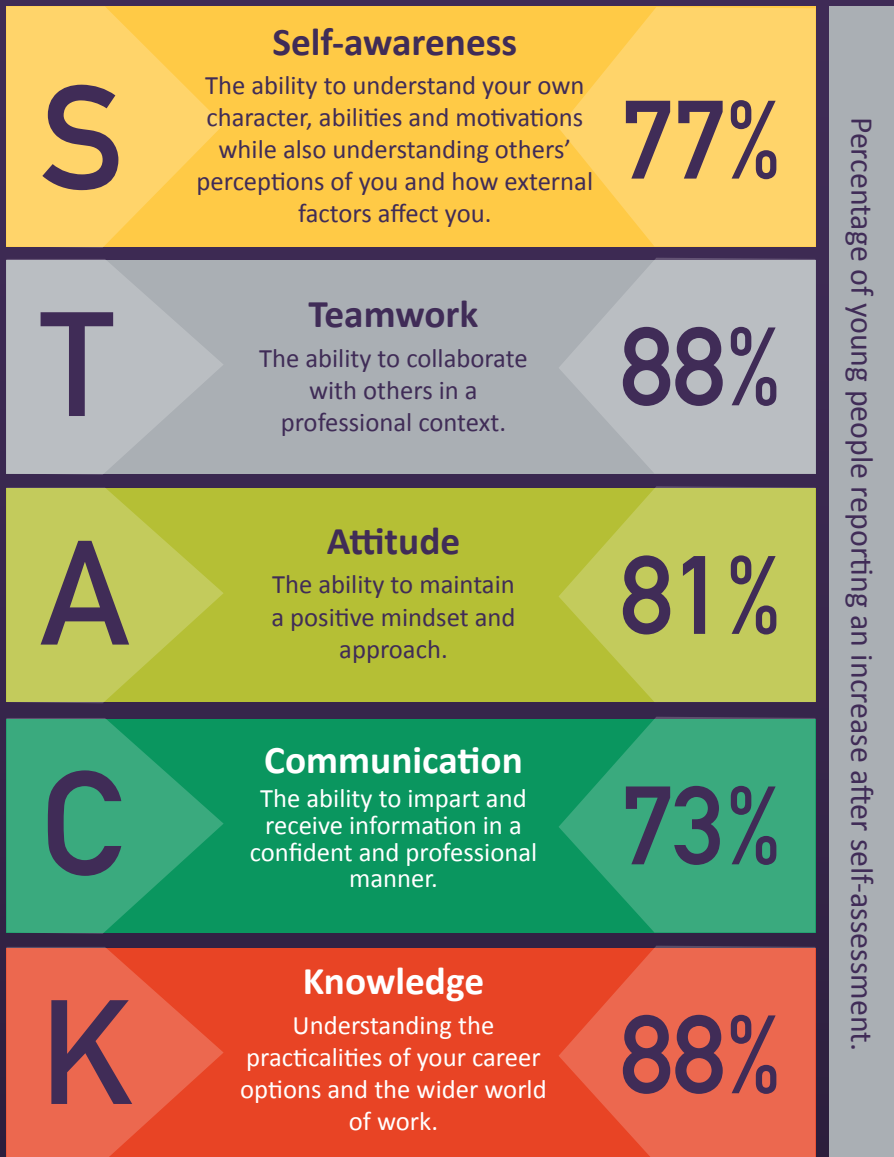 S
Self-awareness
The ability to understand your own
character, abilities and motivations
while also understanding others’
perceptions of you and how external
factors affect you.
77%
T
Teamwork
The ability to collaborate
with others in a
professional context.
88%
A
Attitude
The ability to maintain
a positive mindset and
approach.
81%
C
Communication
The ability to impart and
receive information in a
confident and professional
manner.
73%
K
Knowledge
Understanding the
practicalities of your career
options and the wider world
of work.
88%
Percentage of young people reporting an increase after self-assessment.